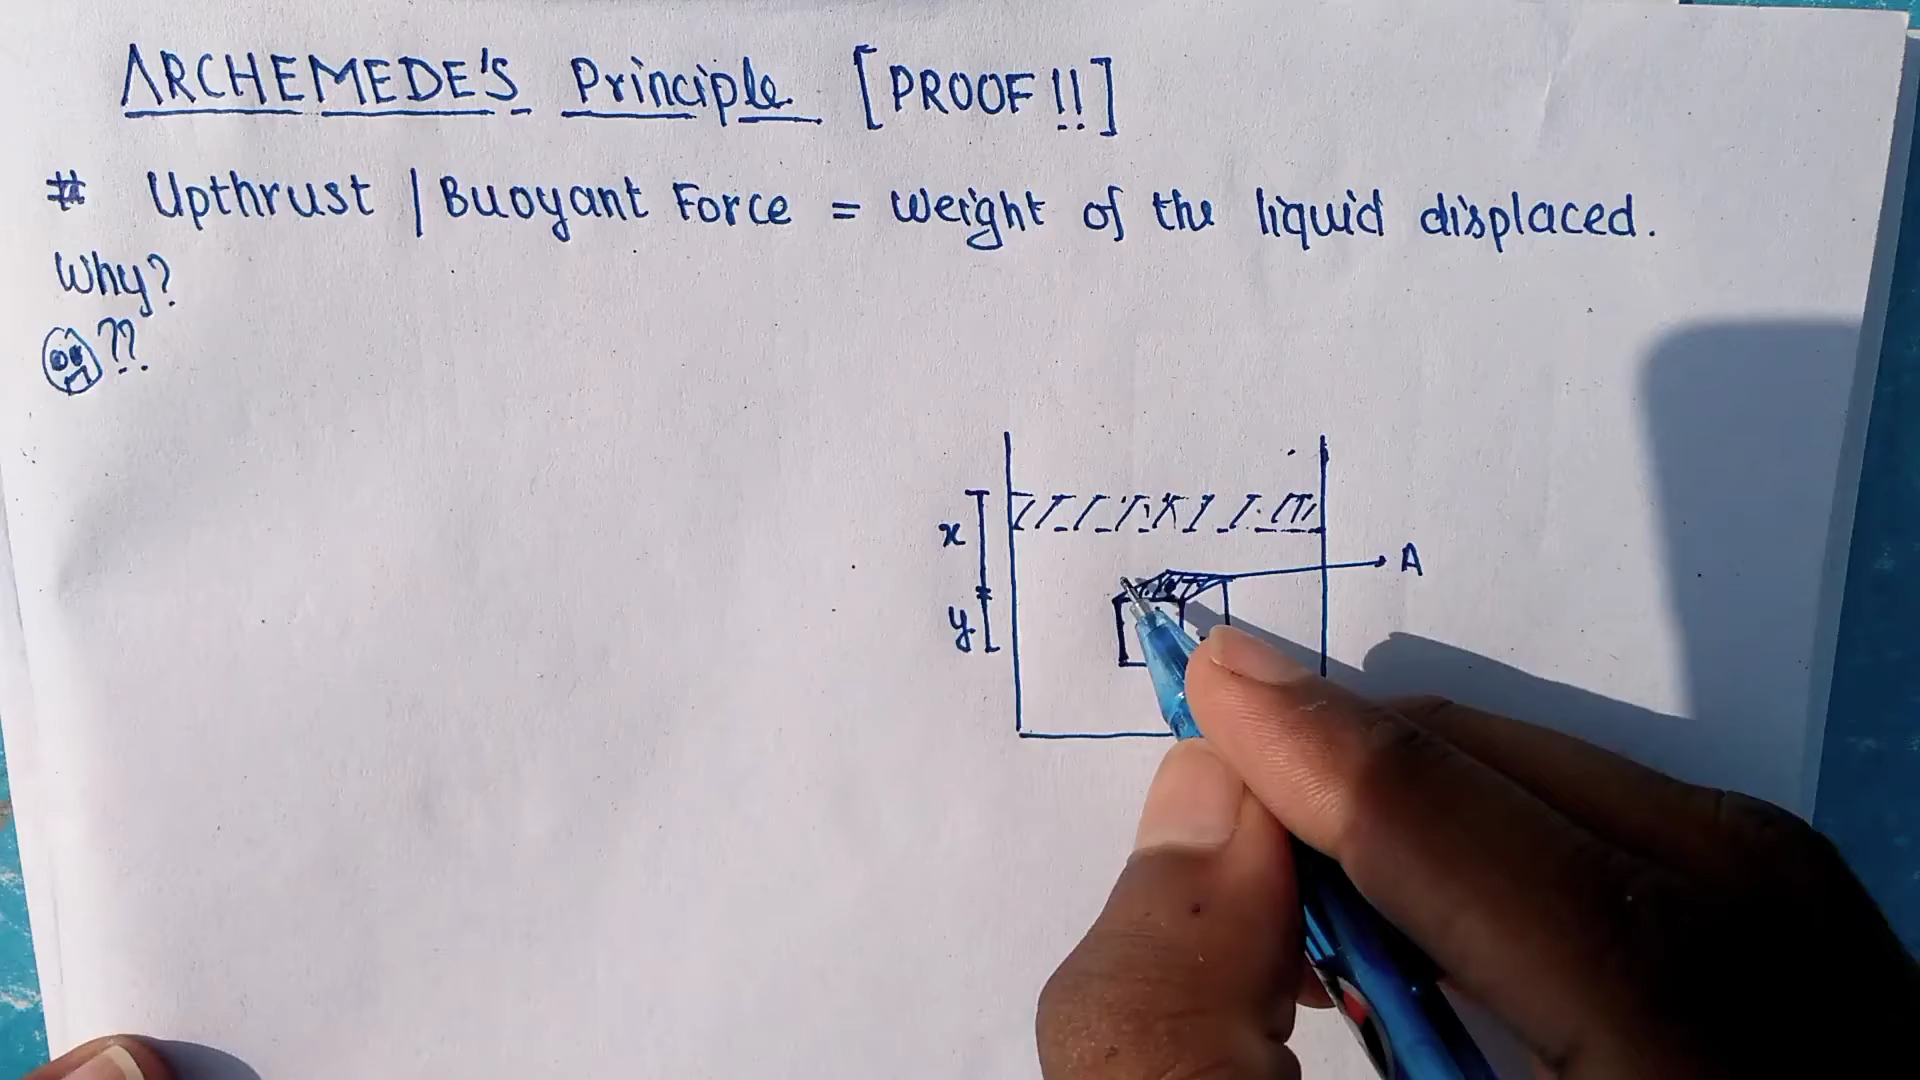 ARCHEMEDE'S Principle [PROOF!!]
# Upthrust / Buoyant Force = Weight of the liquid displaced.
Why?
??
x
A
y